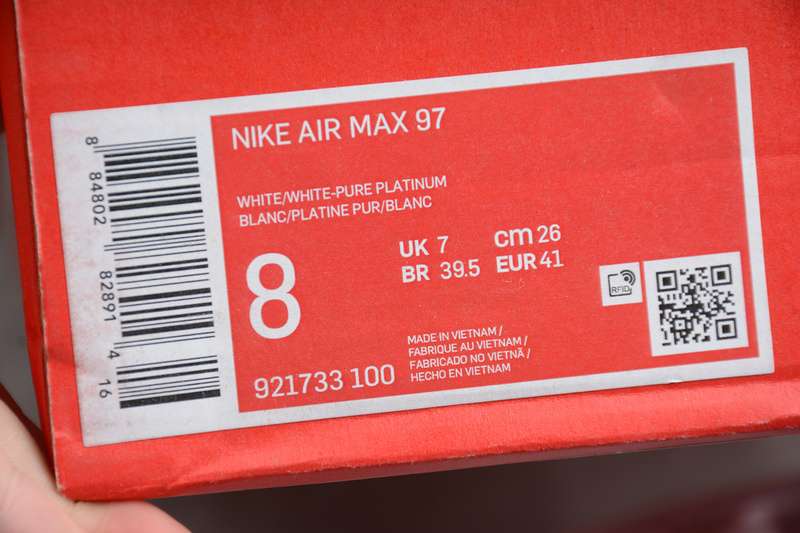 NIKE AIR MAX 97
WHITE/WHITE-PURE PLATINUM
BLANC/PLATINE PUR/BLANC
8
UK 7 cm 26
BR 39.5 EUR 41
921733 100
MADE IN VIETNAM /
FABRIQUE AU VIETNAM /
FABRICADO NO VIETNÃ /
HECHO EN VIETNAM
RFID
8 84802 82891 4 16